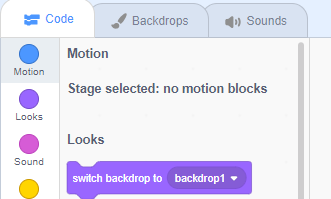 Code Backdrops Sounds
Motion
Motion
Stage selected: no motion blocks
Looks
Looks
Sound
switch backdrop to backdrop1